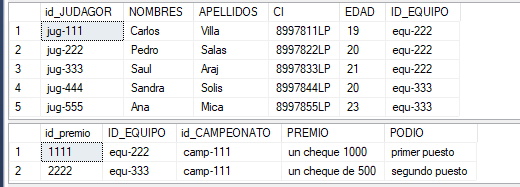 id_JUDAGOR NOMBRES APELLIDOS CI EDAD ID_EQUIPO
1 jug-111 Carlos Villa 8997811LP 19 equ-222
2 jug-222 Pedro Salas 8997822LP 20 equ-222
3 jug-333 Saul Araj 8997833LP 21 equ-222
4 jug-444 Sandra Solis 8997844LP 20 equ-333
5 jug-555 Ana Mica 8997855LP 23 equ-333
id_premio ID_EQUIPO id_CAMPEONATO PREMIO PODIO
1 1111 equ-222 camp-111 un cheque 1000 primer puesto
2 2222 equ-333 camp-111 un cheque de 500 segundo puesto